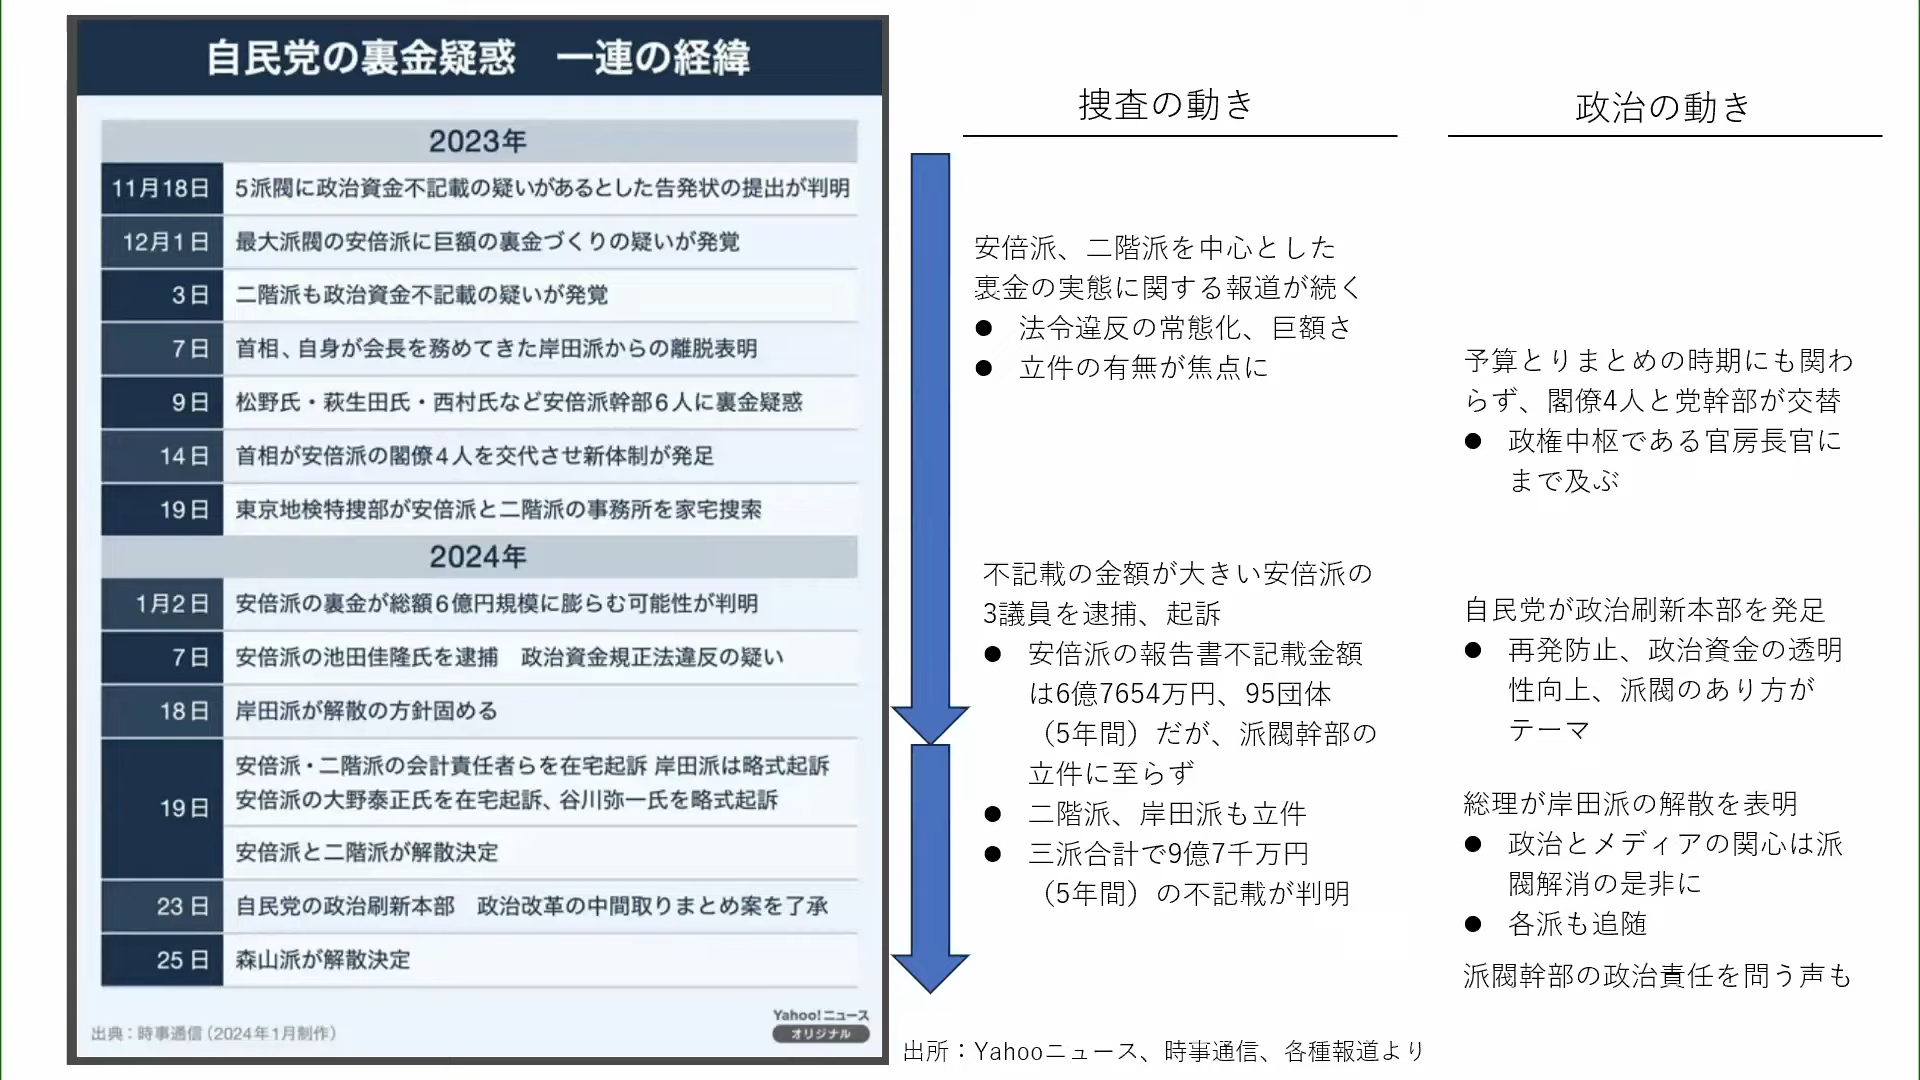 自民党の裏金疑惑　一連の経緯
2023年
11月18日 5派閥に政治資金不記載の疑いがあるとした告発状の提出が判明
12月1日 最大派閥の安倍派に巨額の裏金づくりの疑いが発覚
3日 二階派も政治資金不記載の疑いが発覚
7日 首相、自身が会長を務めてきた岸田派からの離脱表明
9日 松野氏・萩生田氏・西村氏など安倍派幹部6人に裏金疑惑
14日 首相が安倍派の閣僚4人を交代させ新体制が発足
19日 東京地検特捜部が安倍派と二階派の事務所を家宅捜索
2024年
1月2日 安倍派の裏金が総額6億円規模に膨らむ可能性が判明
7日 安倍派の池田佳隆氏を逮捕　政治資金規正法違反の疑い
18日 岸田派が解散の方針固める
19日 安倍派・二階派の会計責任者らを在宅起訴 岸田派は略式起訴
安倍派の大野泰正氏を在宅起訴、谷川弥一氏を略式起訴
安倍派と二階派が解散決定
23日 自民党の政治刷新本部　政治改革の中間取りまとめ案を了承
25日 森山派が解散決定
出典：時事通信（2024年1月制作）
Yahoo!ニュース
オリジナル
捜査の動き
安倍派、二階派を中心とした
裏金の実態に関する報道が続く
● 法令違反の常態化、巨額さ
● 立件の有無が焦点に
不記載の金額が大きい安倍派の
3議員を逮捕、起訴
● 安倍派の報告書不記載金額
は6億7654万円、95団体
（5年間）だが、派閥幹部の
立件に至らず
● 二階派、岸田派も立件
● 三派合計で9億7千万円
（5年間）の不記載が判明
政治の動き
予算とりまとめの時期にも関わ
らず、閣僚4人と党幹部が交替
● 政権中枢である官房長官に
まで及ぶ
自民党が政治刷新本部を発足
● 再発防止、政治資金の透明
性向上、派閥のあり方が
テーマ
総理が岸田派の解散を表明
● 政治とメディアの関心は派
閥解消の是非に
● 各派も追随
派閥幹部の政治責任を問う声も
出所：Yahooニュース、時事通信、各種報道より